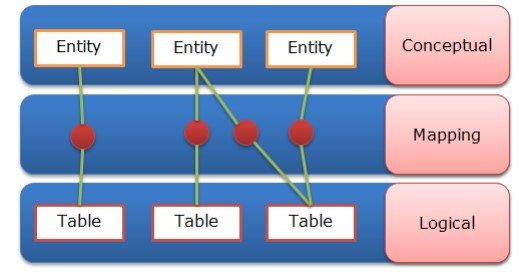 Entity
Entity
Entity
Conceptual
Mapping
Table
Table
Table
Logical